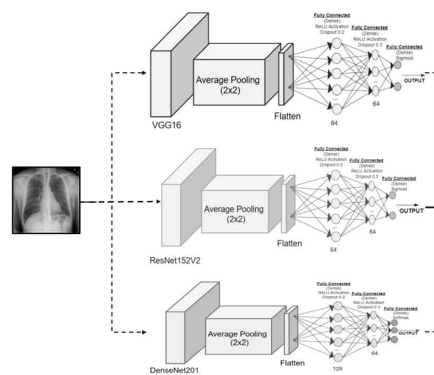 Fully Connected
(Dense)
ReLU Activation
Dropout 0.2
Fully Connected
(Dense)
ReLU Activation
Dropout 0.3
Fully Connected
(Dense)
Sigmoid
Average Pooling
(2x2)
OUTPUT
VGG16
Flatten
64
64
Fully Connected
(Dense)
ReLU Activation
Dropout 0.2
Fully Connected
(Dense)
ReLU Activation
Dropout 0.3
Fully Connected
(Dense)
Sigmoid
Average Pooling
(2x2)
OUTPUT
ResNet152V2
Flatten
64
64
Fully Connected
(Dense)
ReLU Activation
Dropout 0.2
Fully Connected
(Dense)
ReLU Activation
Dropout 0.3
Fully Connected
(Dense)
Softmax
Average Pooling
(2x2)
OUTPUT
DenseNet201
Flatten
128
64